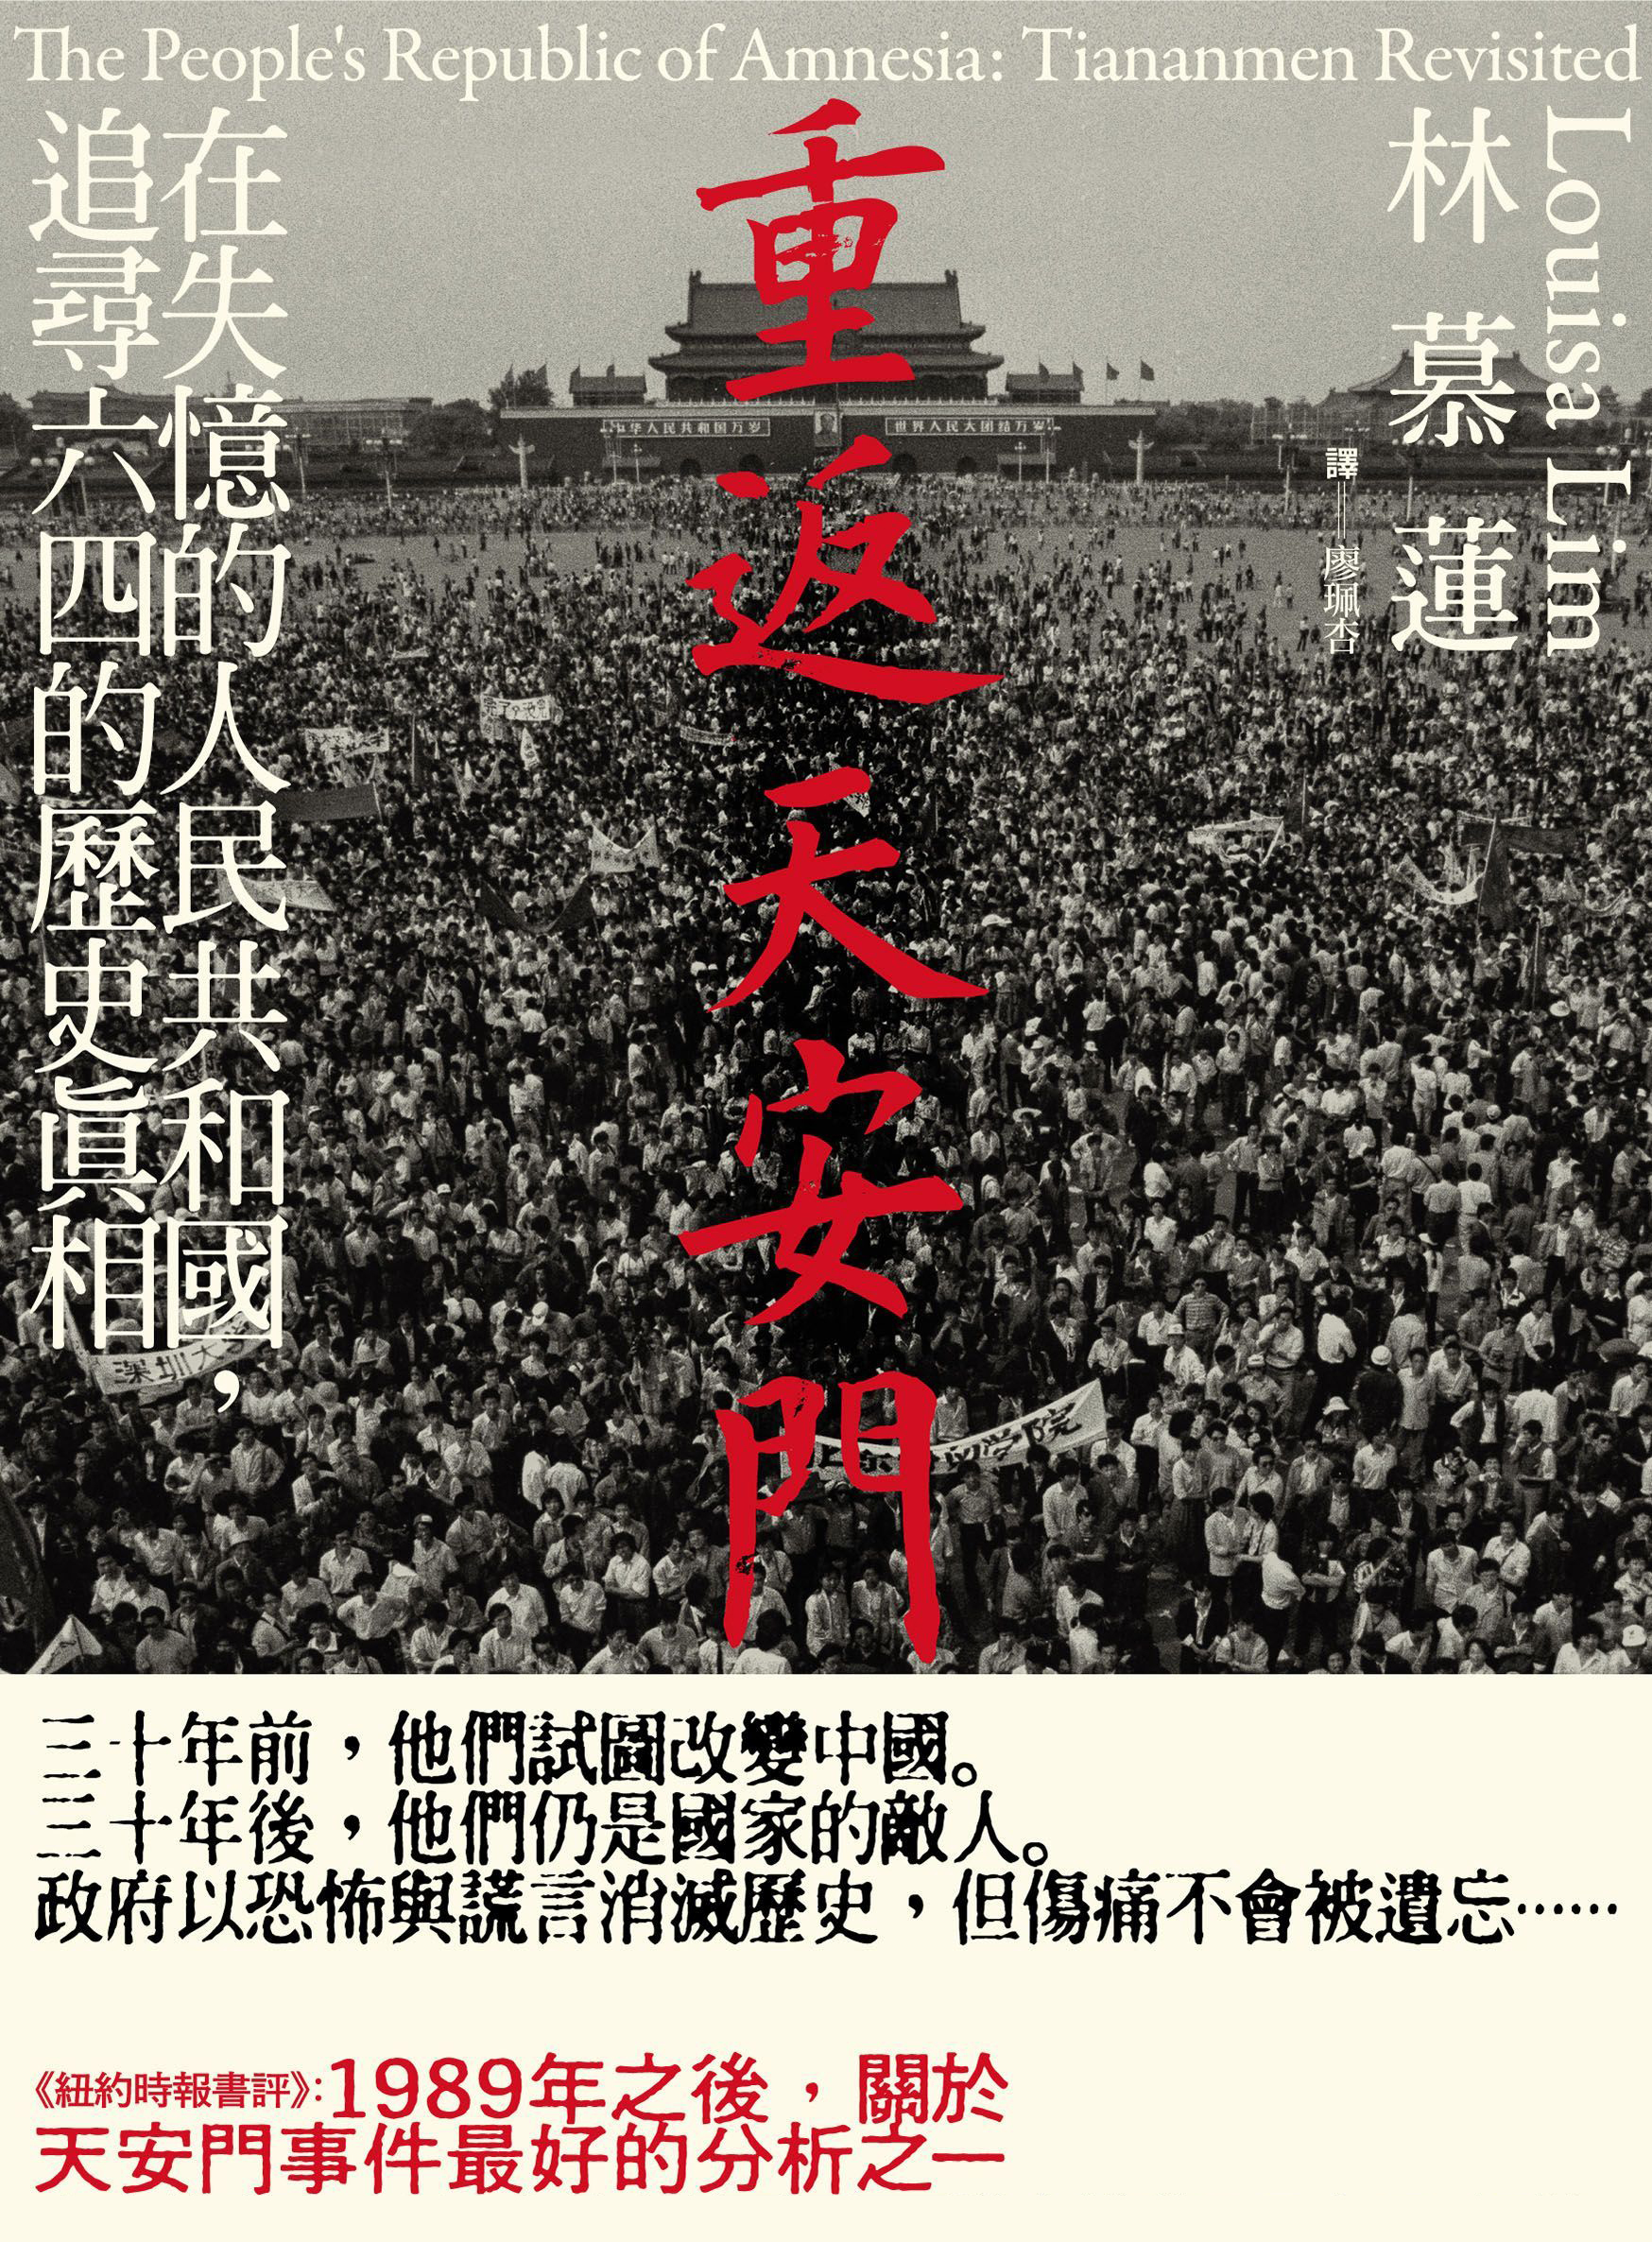 The People's Republic of Amnesia: Tiananmen Revisited
Louisa Lim
林慕蓮
譯＝廖珮杏
重返天安門
在失憶的人民共和國，
追尋六四的歷史眞相
中华人民共和国万岁
世界人民大团结万岁
深圳大
学院
三十年前，他們試圖改變中國。
三十年後，他們仍是國家的敵人。
政府以恐怖與謊言消滅歷史，但傷痛不會被遺忘……
《紐約時報書評》：1989年之後，關於
天安門事件最好的分析之一